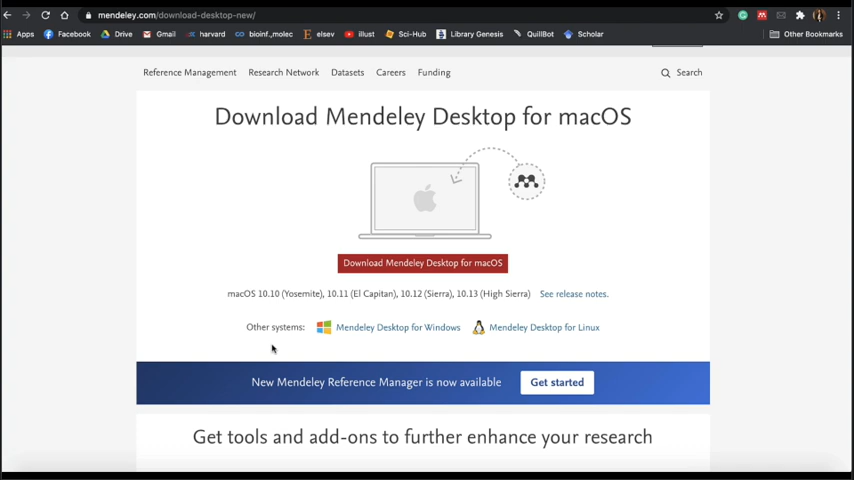 mendeley.com/download-desktop-new/
Apps Facebook Drive Gmail harvard bioinf.,molec elsev illust Sci-Hub Library Genesis QuillBot Scholar Other Bookmarks
Reference Management Research Network Datasets Careers Funding Search
Download Mendeley Desktop for macOS
Download Mendeley Desktop for macOS
macOS 10.10 (Yosemite), 10.11 (El Capitan), 10.12 (Sierra), 10.13 (High Sierra) See release notes.
Other systems: Mendeley Desktop for Windows Mendeley Desktop for Linux
New Mendeley Reference Manager is now available Get started
Get tools and add-ons to further enhance your research